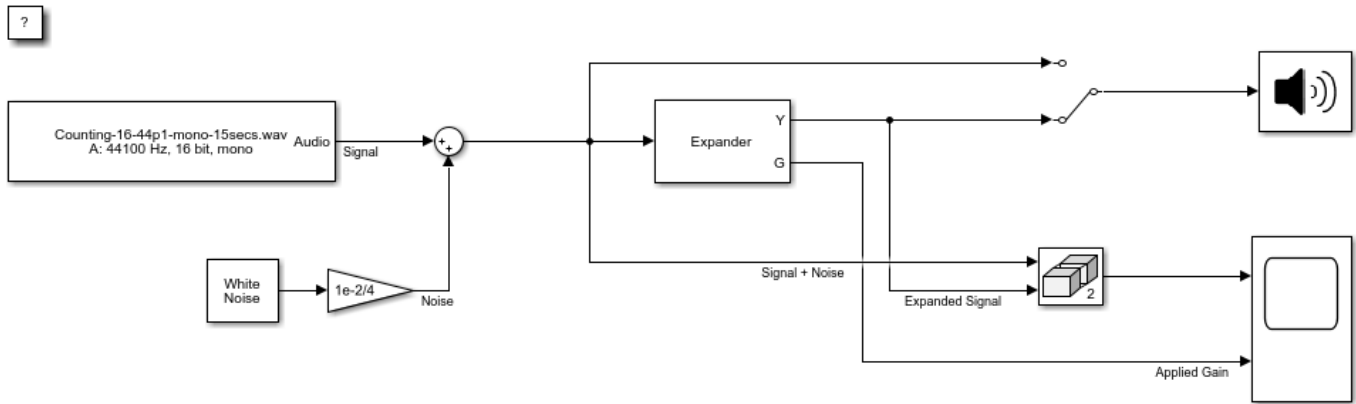 ?
Counting-16-44p1-mono-15secs.wav
A: 44100 Hz, 16 bit, mono
Audio
Signal
+
+
Expander
Y
G
White
Noise
1e-2/4
Noise
Signal + Noise
Expanded Signal
2
Applied Gain